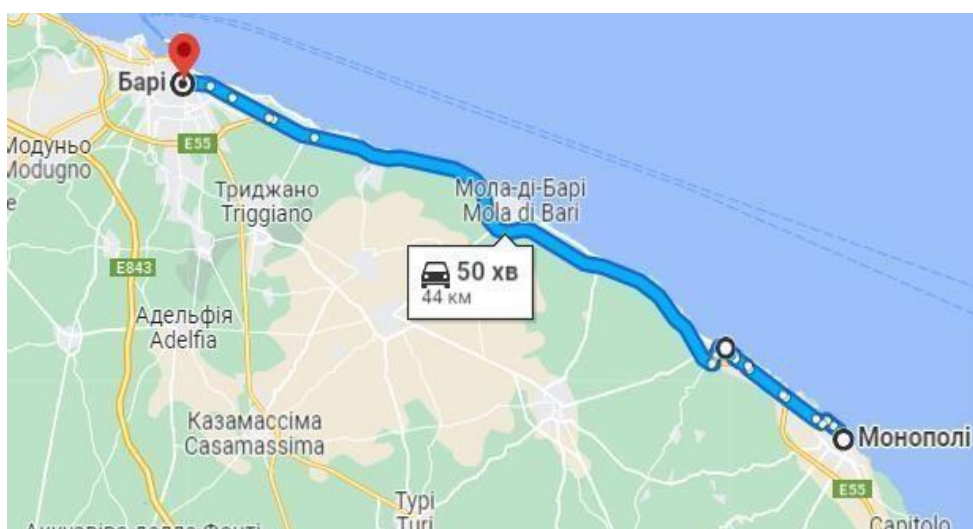 Барі
E55
Модуньо
Modugno
e
Триджано
Triggiano
Мола-ді-Барі
Mola di Bari
50 хв
44 км
E843
Адельфія
Adelfia
Казамассіма
Casamassima
Монополі
E55
Турі
Turi
Capitolo